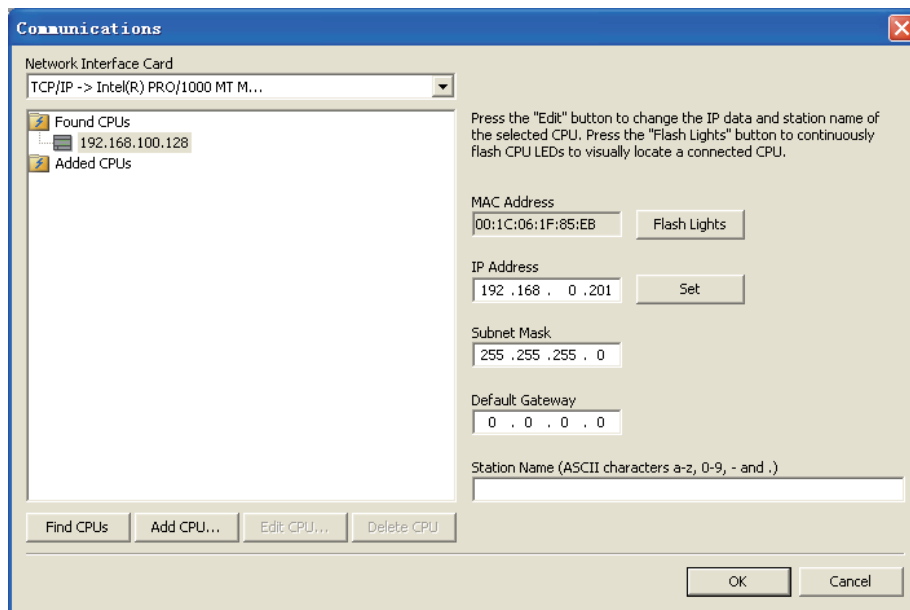 Communications
Network Interface Card
TCP/IP -> Intel(R) PRO/1000 MT M...
Found CPUs
192.168.100.128
Added CPUs
Find CPUs
Add CPU...
Edit CPU...
Delete CPU
Press the "Edit" button to change the IP data and station name of
the selected CPU. Press the "Flash Lights" button to continuously
flash CPU LEDs to visually locate a connected CPU.
MAC Address
00:1C:06:1F:85:EB
Flash Lights
IP Address
192 .168 . 0 .201
Set
Subnet Mask
255 .255 .255 . 0
Default Gateway
0 . 0 . 0 . 0
Station Name (ASCII characters a-z, 0-9, - and .)
OK
Cancel